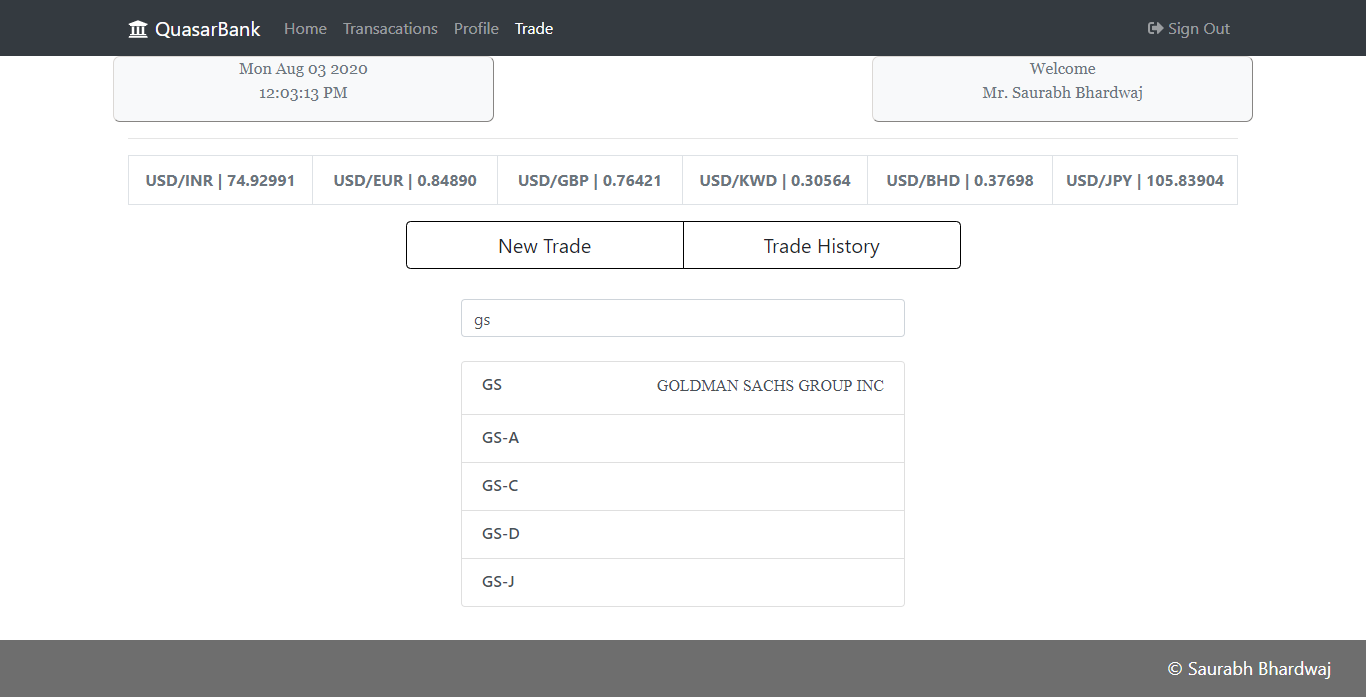 QuasarBank Home Transacations Profile Trade Sign Out
Mon Aug 03 2020
12:03:13 PM
Welcome
Mr. Saurabh Bhardwaj
USD/INR | 74.92991 USD/EUR | 0.84890 USD/GBP | 0.76421 USD/KWD | 0.30564 USD/BHD | 0.37698 USD/JPY | 105.83904
New Trade Trade History
gs
GS GOLDMAN SACHS GROUP INC
GS-A
GS-C
GS-D
GS-J
© Saurabh Bhardwaj